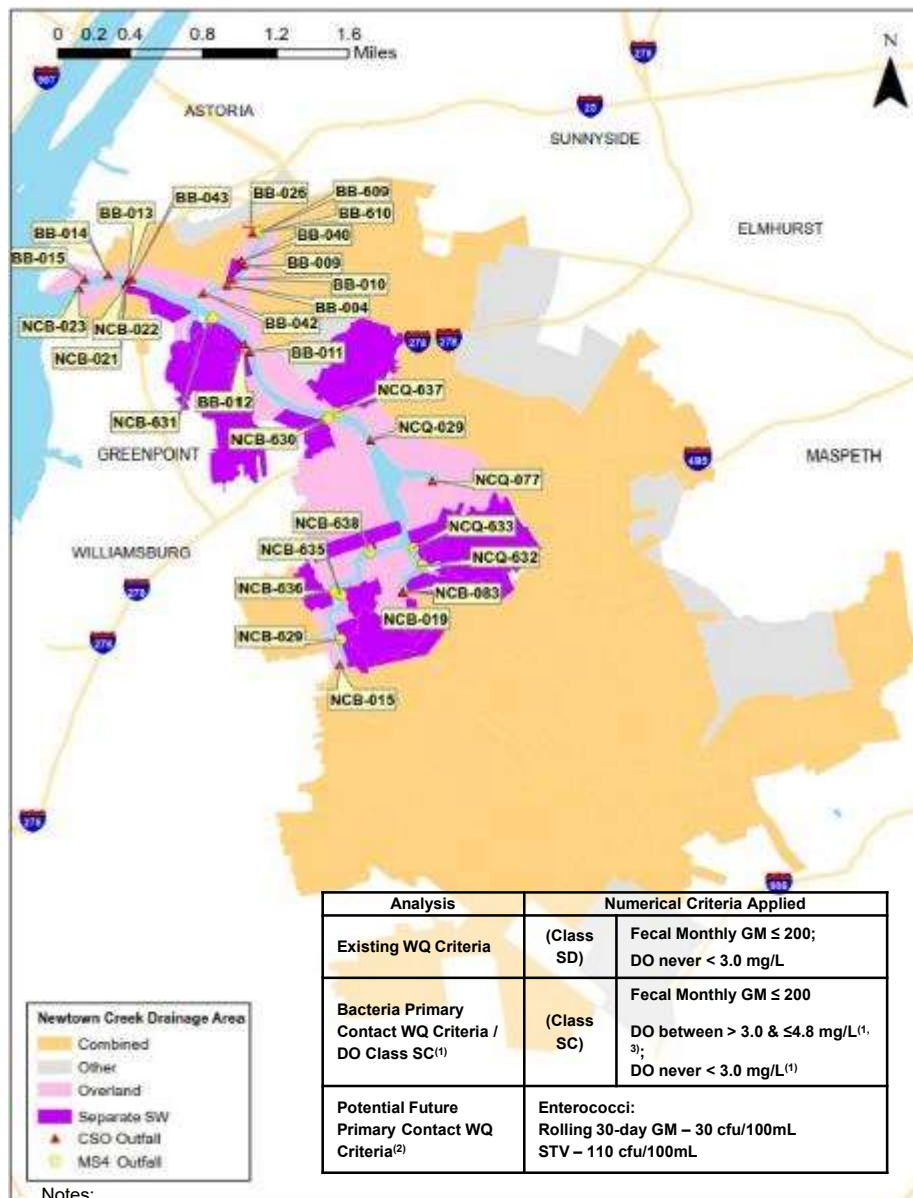 0 0.2 0.4 0.8 1.2 1.6
Miles
N
278
ASTORIA
25
SUNNYSIDE
BB-043
BB-026
BB-609
BB-013
BB-610
BB-014
BB-040
ELMHURST
BB-015
BB-009
BB-010
BB-004
NCB-023
NCB-022
BB-042
NCB-021
BB-011
278
278
NCQ-637
NCB-631
BB-012
NCB-630
NCQ-029
GREENPOINT
495
MASPETH
NCQ-077
NCB-638
NCQ-633
WILLIAMSBURG
NCB-635
NCQ-632
278
NCB-636
NCB-083
NCB-019
278
NCB-629
NCB-015
278
Analysis Numerical Criteria Applied
Existing WQ Criteria
(Class
SD)
Fecal Monthly GM ≤ 200;
DO never < 3.0 mg/L
Bacteria Primary
Contact WQ Criteria /
DO Class SC(1)
(Class
SC)
Fecal Monthly GM ≤ 200
DO between > 3.0 & ≤4.8 mg/L(1,
3);
DO never < 3.0 mg/L(1)
Potential Future
Primary Contact WQ
Criteria(2)
Enterococci:
Rolling 30-day GM – 30 cfu/100mL
STV – 110 cfu/100mL
Newtown Creek Drainage Area
Combined
Other
Overland
Separate SW
CSO Outfall
MS4 Outfall
Notes: